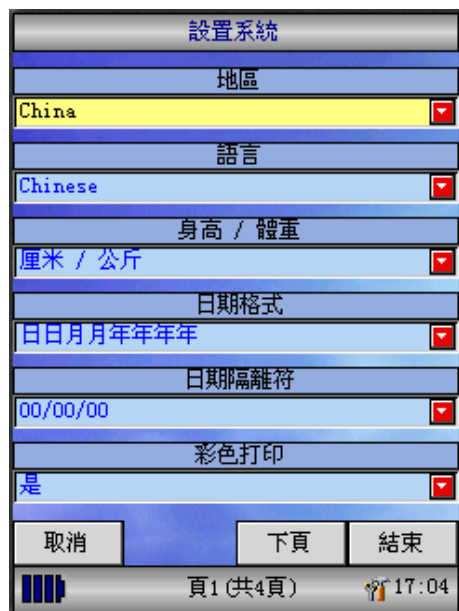 設置系統
地區
China
語言
Chinese
身高 / 體重
厘米 / 公斤
日期格式
日日月月年年年年
日期隔離符
00/00/00
彩色打印
是
取消 下頁 結束
頁1(共4頁) 17:04